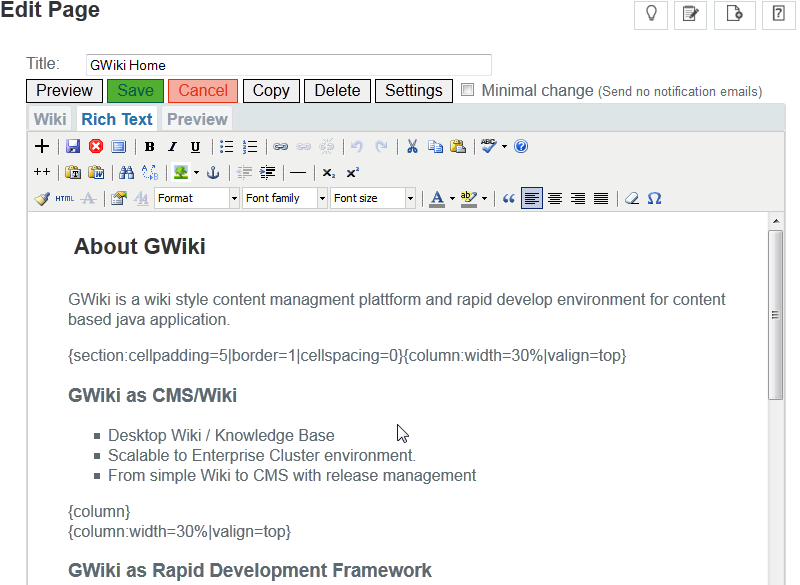 Edit Page
Title: GWiki Home
Preview Save Cancel Copy Delete Settings Minimal change (Send no notification emails)
Wiki Rich Text Preview
B I U ABC
T W
HTML A Format Font family Font size A ab
About GWiki
GWiki is a wiki style content managment plattform and rapid develop environment for content
based java application.
{section:cellpadding=5|border=1|cellspacing=0}{column:width=30%|valign=top}
GWiki as CMS/Wiki
Desktop Wiki / Knowledge Base
Scalable to Enterprise Cluster environment.
From simple Wiki to CMS with release management
{column}
{column:width=30%|valign=top}
GWiki as Rapid Development Framework